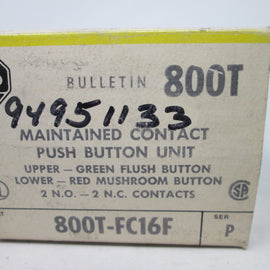 BULLETIN 800T
94951133
MAINTAINED CONTACT
PUSH BUTTON UNIT
UPPER — GREEN FLUSH BUTTON
LOWER — RED MUSHROOM BUTTON
2 N.O. — 2 N.C. CONTACTS
800T-FC16F
SER
P